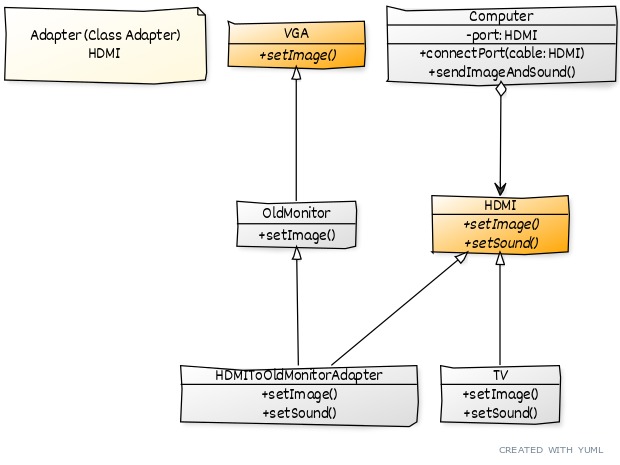 Adapter (Class Adapter)
HDMI
VGA
+setImage()
Computer
-port: HDMI
+connectPort(cable: HDMI)
+sendImageAndSound()
OldMonitor
+setImage()
HDMI
+setImage()
+setSound()
HDMIToOldMonitorAdapter
+setImage()
+setSound()
TV
+setImage()
+setSound()
CREATED WITH YUML